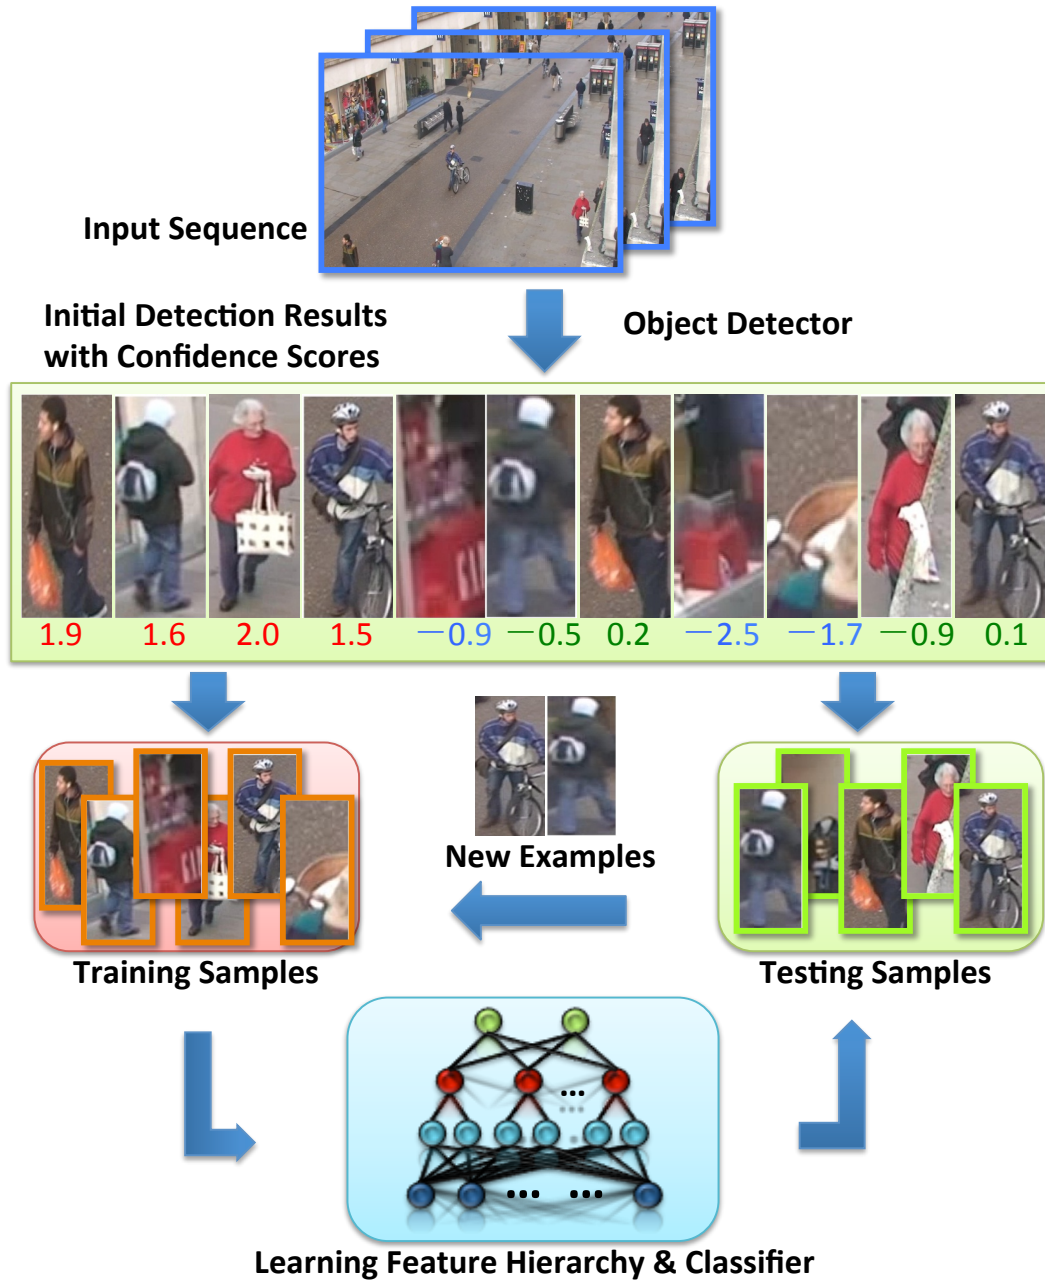 Input Sequence
Initial Detection Results
with Confidence Scores
Object Detector
1.9 1.6 2.0 1.5 —0.9 —0.5 0.2 —2.5 —1.7 —0.9 0.1
New Examples
Training Samples
Testing Samples
...
...
... ...
Learning Feature Hierarchy & Classifier